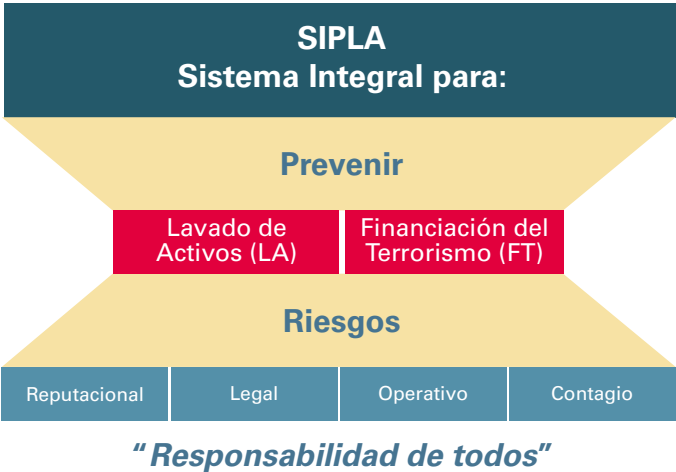 SIPLA
Sistema Integral para:
Prevenir
Lavado de
Activos (LA)
Financiación del
Terrorismo (FT)
Riesgos
Reputacional
Legal
Operativo
Contagio
"Responsabilidad de todos"